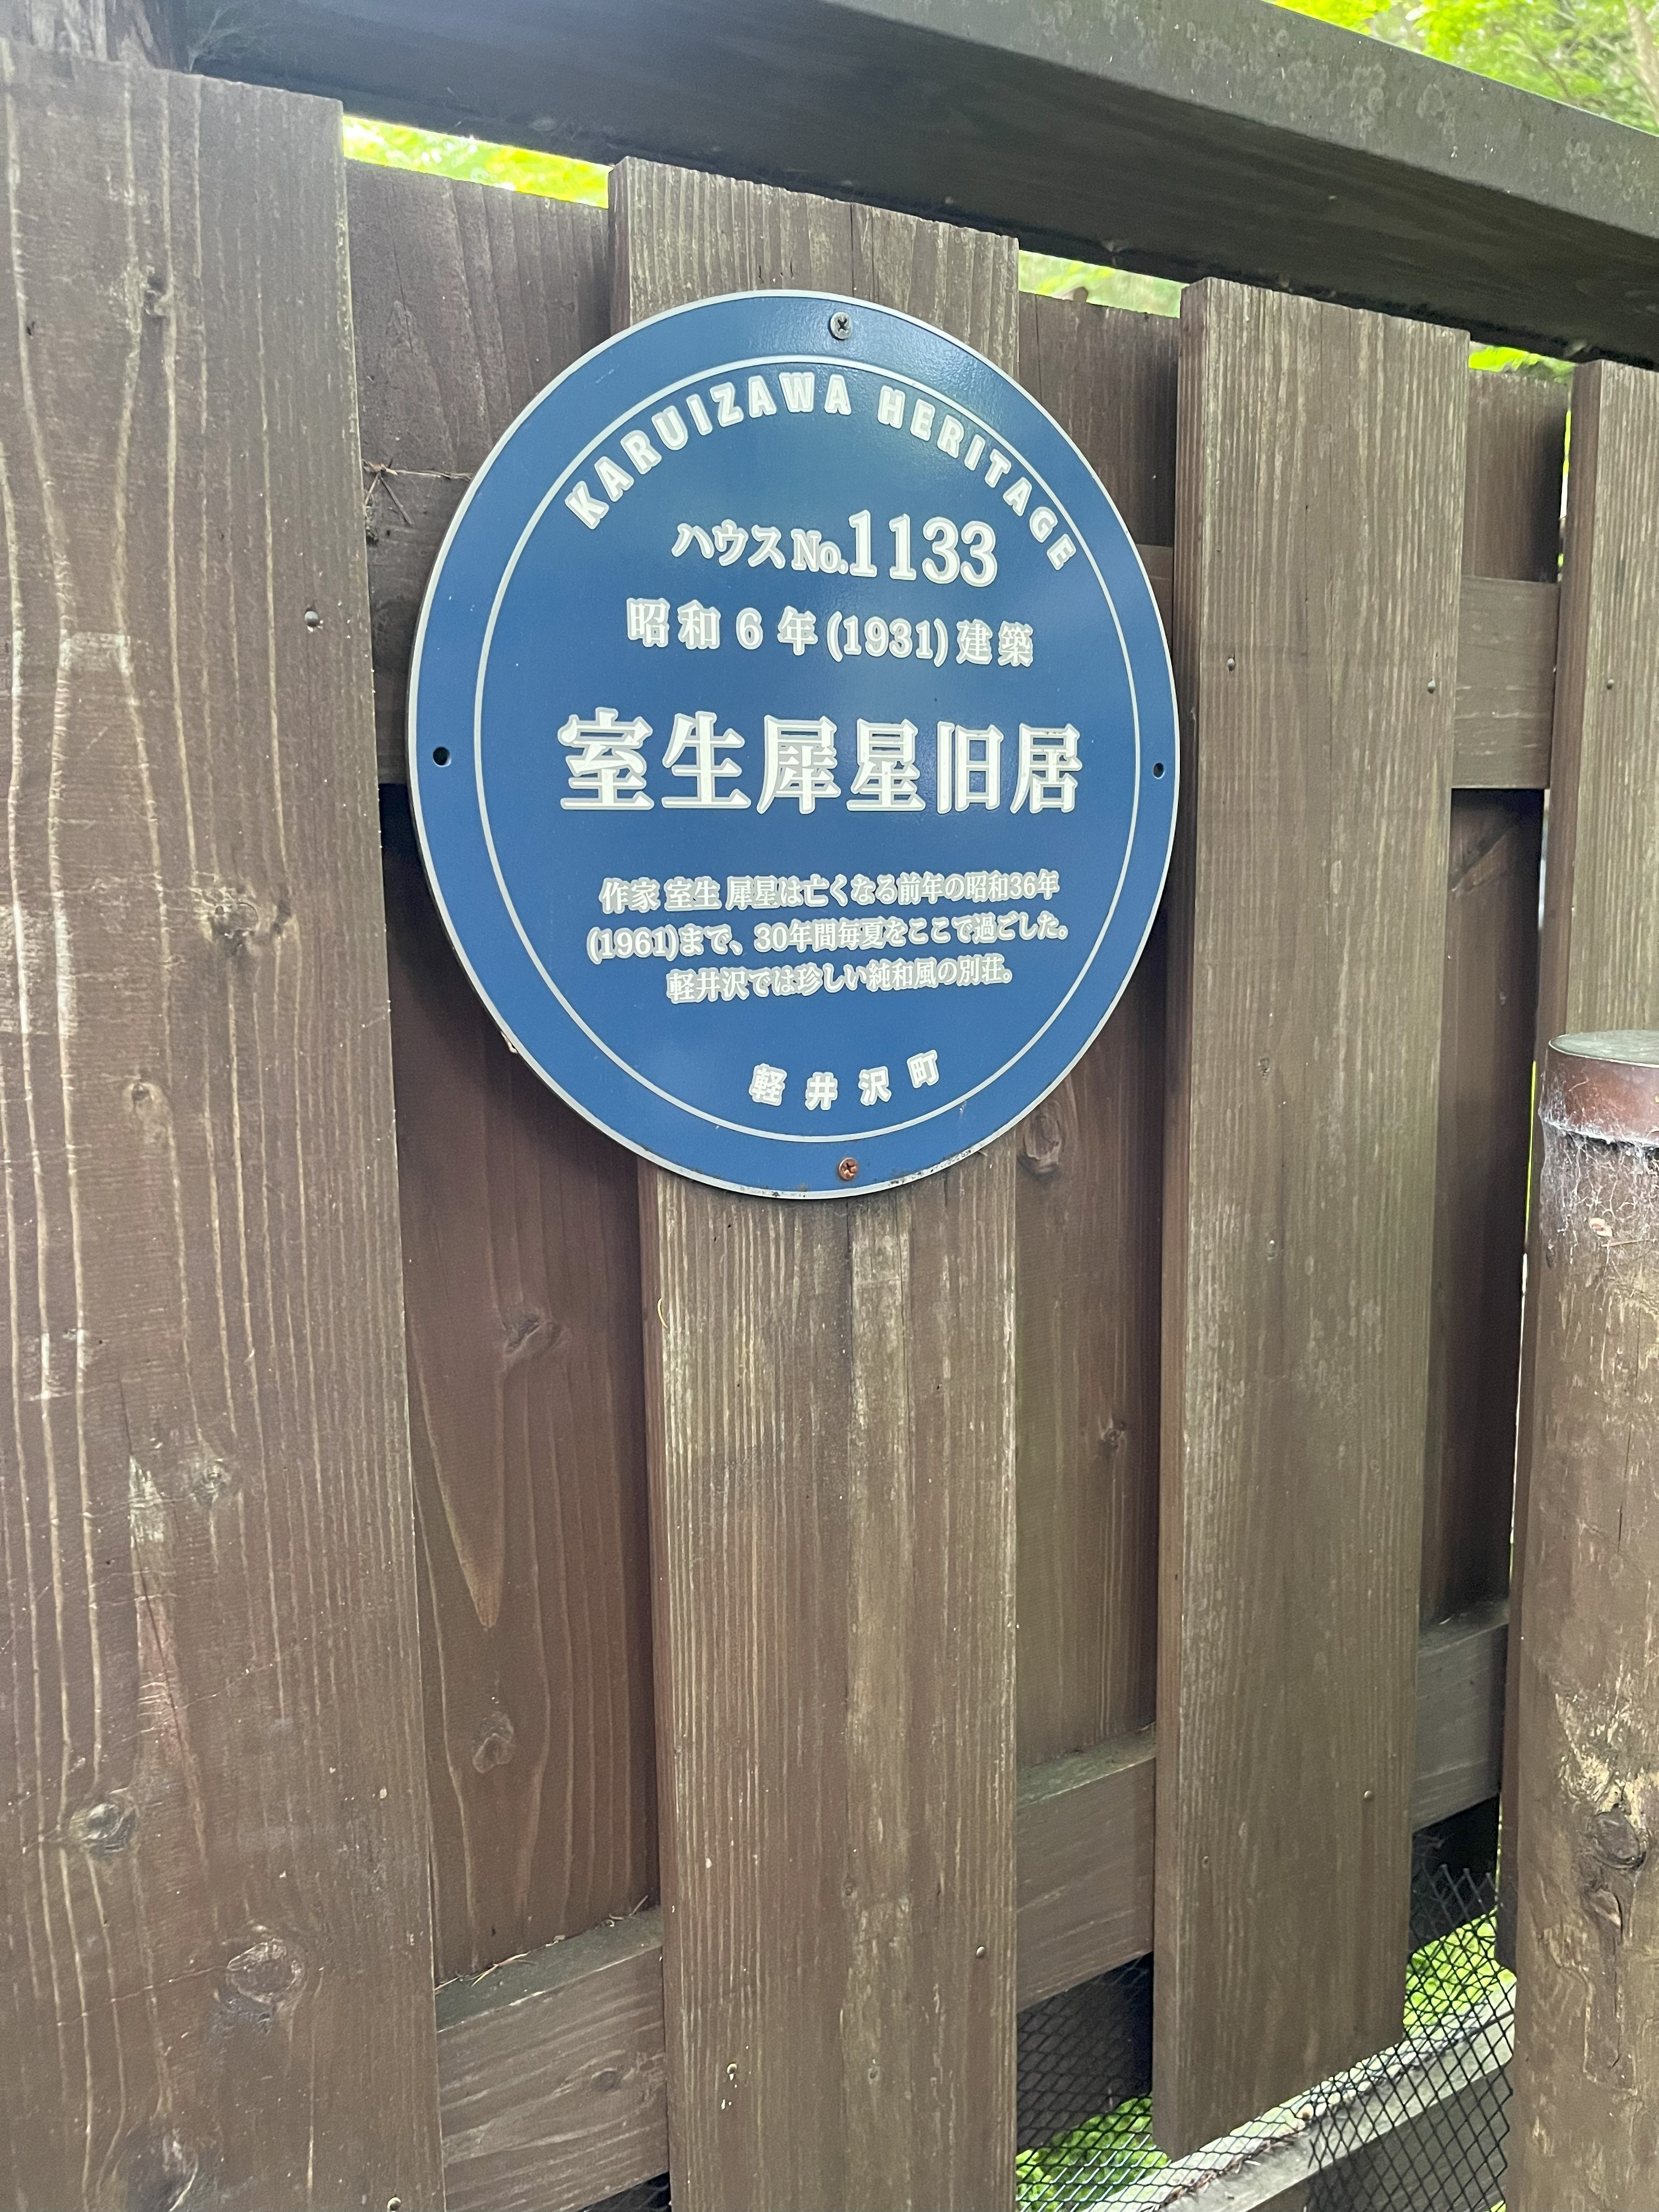 KARUIZAWA HERITAGE
ハウスNo.1133
昭和6年(1931)建築
室生犀星旧居
作家 室生 犀星は亡くなる前年の昭和36年
(1961)まで、30年間毎夏をここで過ごした。
軽井沢では珍しい純和風の別荘。
軽井沢町